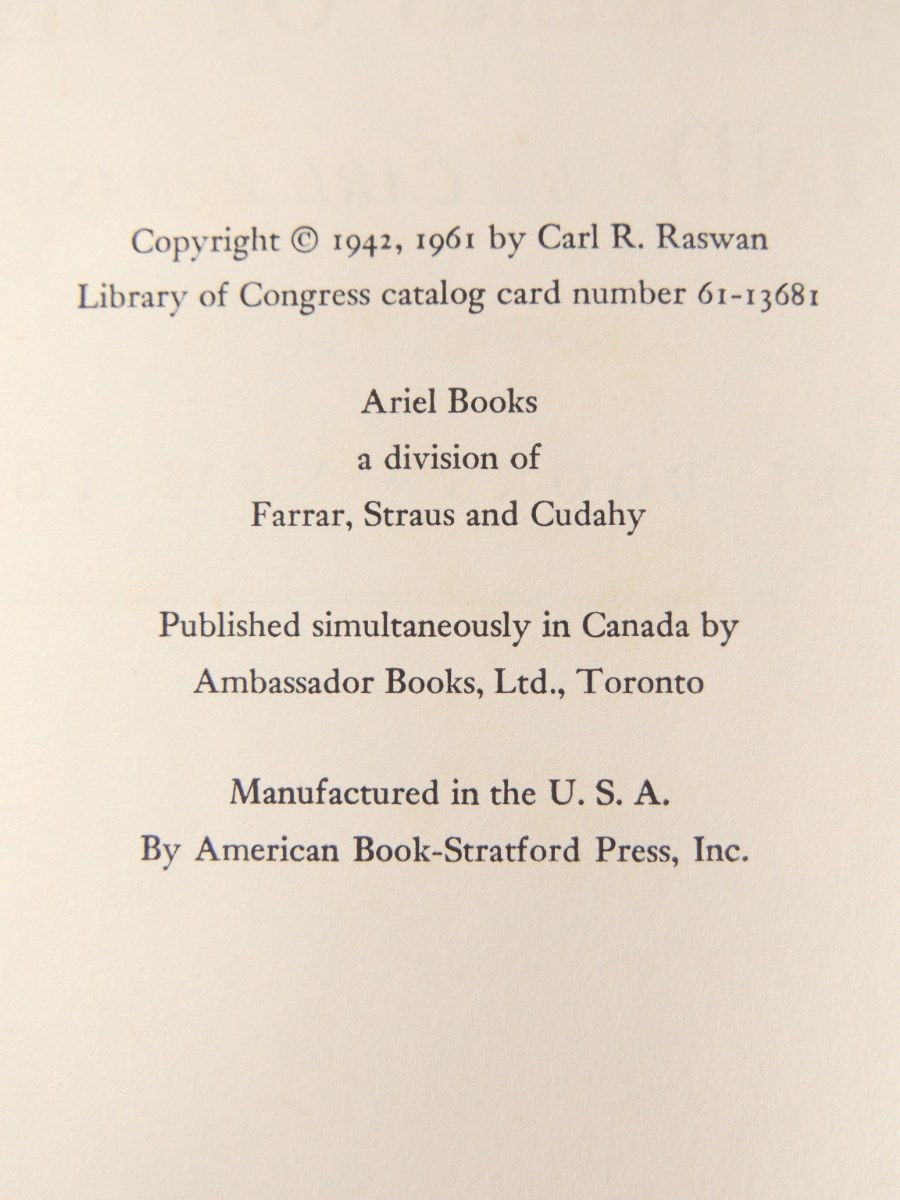 Copyright © 1942, 1961 by Carl R. Raswan
Library of Congress catalog card number 61-13681
Ariel Books
a division of
Farrar, Straus and Cudahy
Published simultaneously in Canada by
Ambassador Books, Ltd., Toronto
Manufactured in the U. S. A.
By American Book-Stratford Press, Inc.